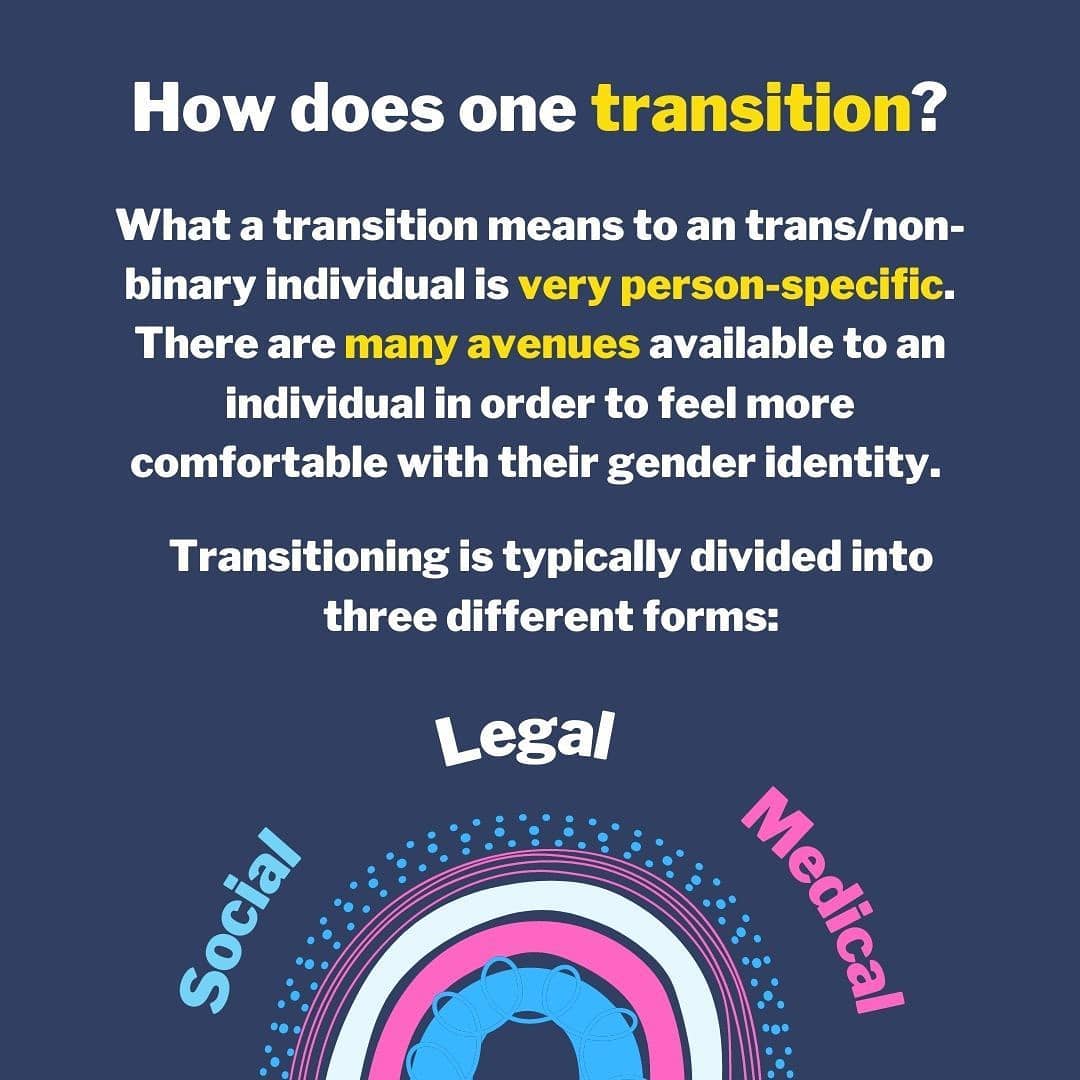 How does one transition?
What a transition means to an trans/non-
binary individual is very person-specific.
There are many avenues available to an
individual in order to feel more
comfortable with their gender identity.
Transitioning is typically divided into
three different forms:
Social
Legal
Medical